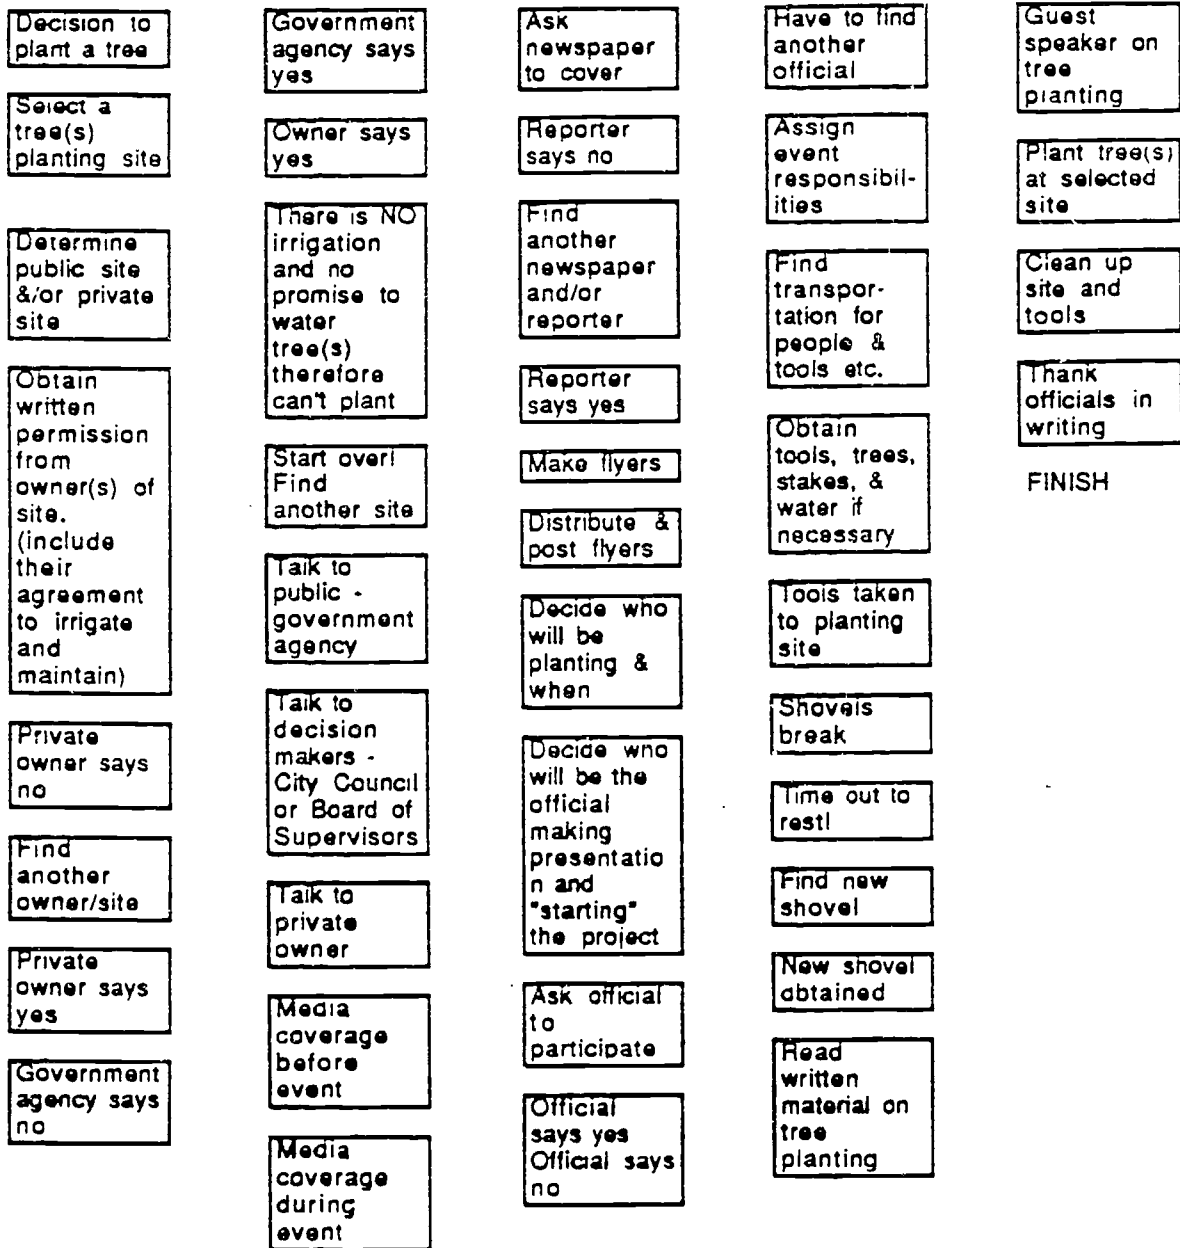 Decision to
plant a tree
Select a
tree(s)
planting site
Determine
public site
&/or private
site
Obtain
written
permission
from
owner(s) of
site.
(include
their
agreement
to irrigate
and
maintain)
Private
owner says
no
Find
another
owner/site
Private
owner says
yes
Government
agency says
no
Government
agency says
yes
Owner says
yes
There is NO
irrigation
and no
promise to
water
tree(s)
therefore
can't plant
Start over!
Find
another site
Talk to
public -
government
agency
Talk to
decision
makers -
City Council
or Board of
Supervisors
Talk to
private
owner
Media
coverage
before
event
Media
coverage
during
event
Ask
newspaper
to cover
Reporter
says no
Find
another
newspaper
and/or
reporter
Reporter
says yes
Make flyers
Distribute &
post flyers
Decide who
will be
planting &
when
Decide who
will be the
official
making
presentatio
n and
"starting"
the project
Ask official
to
participate
Official
says yes
Official says
no
Have to find
another
official
Assign
event
responsibil-
ities
Find
transpor-
tation for
people &
tools etc.
Obtain
tools, trees,
stakes, &
water if
necessary
Tools taken
to planting
site
Shovels
break
Time out to
rest!
Find new
shovel
New shovel
obtained
Read
written
material on
tree
planting
Guest
speaker on
tree
planting
Plant tree(s)
at selected
site
Clean up
site and
tools
Thank
officials in
writing
FINISH